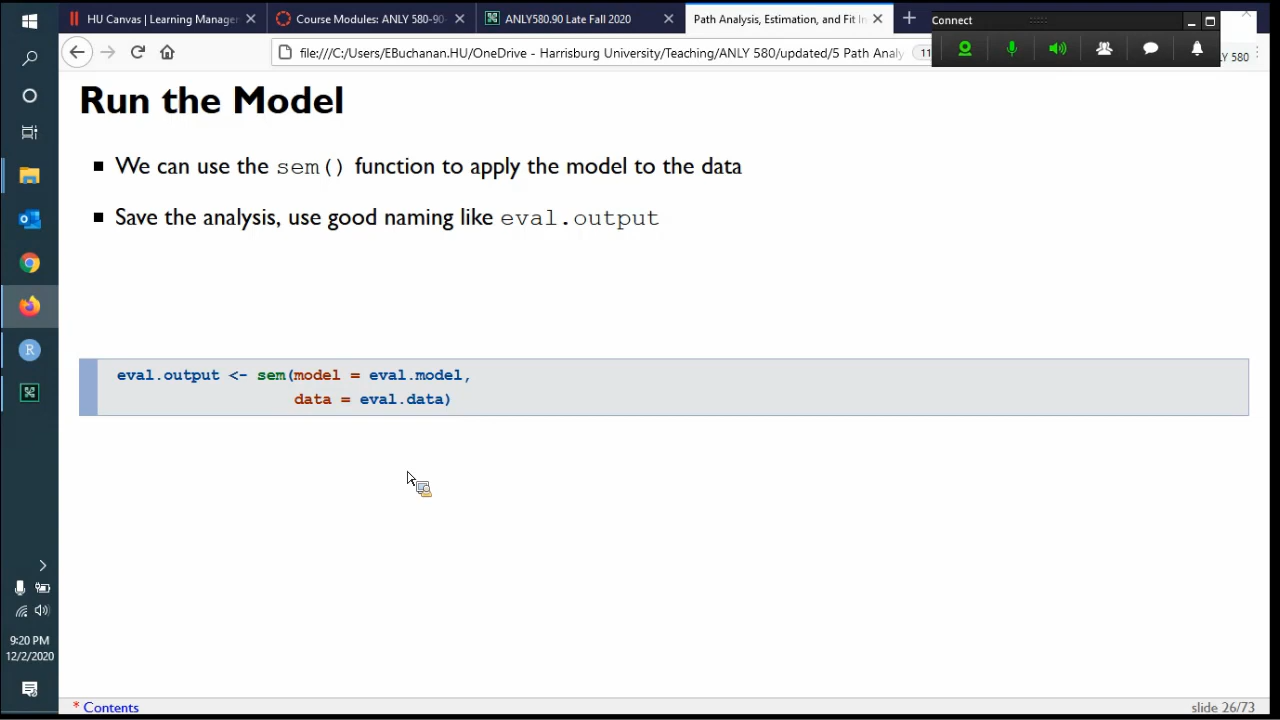 HU Canvas | Learning Manager
Course Modules: ANLY 580-90-
ANLY580.90 Late Fall 2020
Path Analysis, Estimation, and Fit In
Connect
file:///C:/Users/EBuchanan.HU/OneDrive - Harrisburg University/Teaching/ANLY 580/updated/5 Path Analy
LY 580
Run the Model
We can use the sem() function to apply the model to the data
Save the analysis, use good naming like eval.output
eval.output <- sem(model = eval.model,
data = eval.data)
R
9:20 PM
12/2/2020
* Contents
slide 26/73